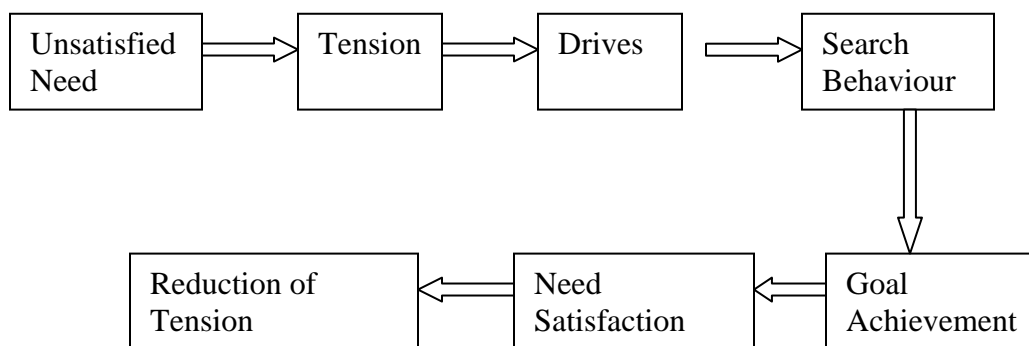 Unsatisfied
Need
Tension
Drives
Search
Behaviour
Goal
Achievement
Need
Satisfaction
Reduction of
Tension